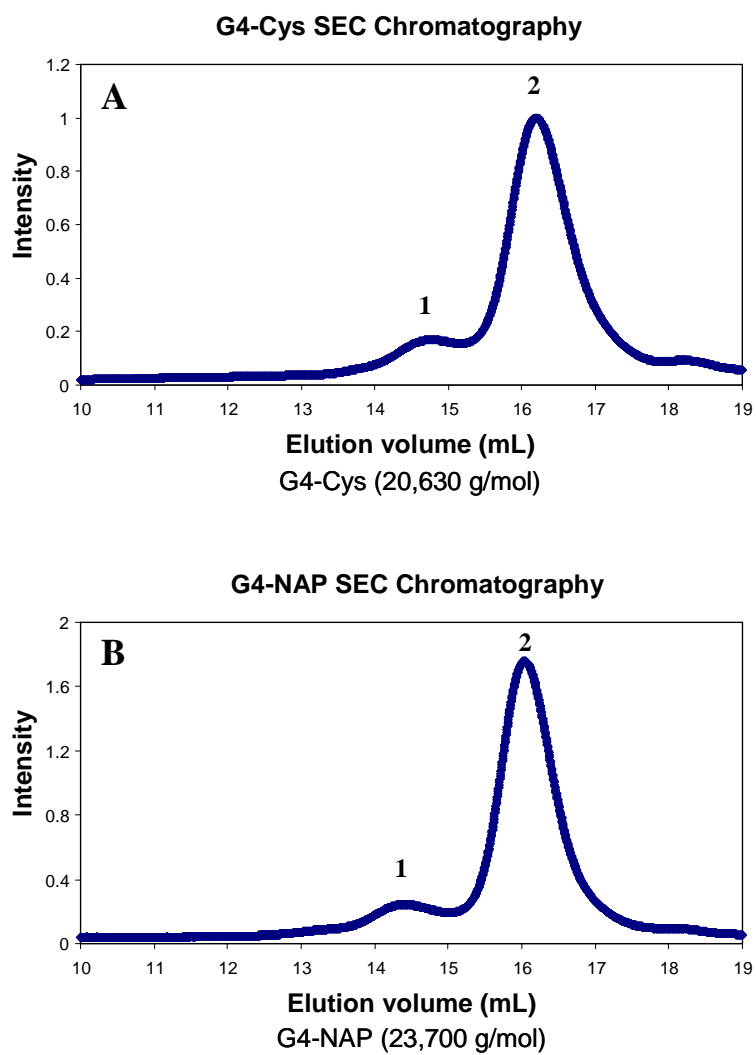 G4-Cys SEC Chromatography
A
1.2
1
0.8
0.6
0.4
0.2
0
Intensity
1
2
10 11 12 13 14 15 16 17 18 19
Elution volume (mL)
G4-Cys (20,630 g/mol)
G4-NAP SEC Chromatography
B
2
1.6
1.2
0.8
0.4
0
Intensity
1
2
10 11 12 13 14 15 16 17 18 19
Elution volume (mL)
G4-NAP (23,700 g/mol)